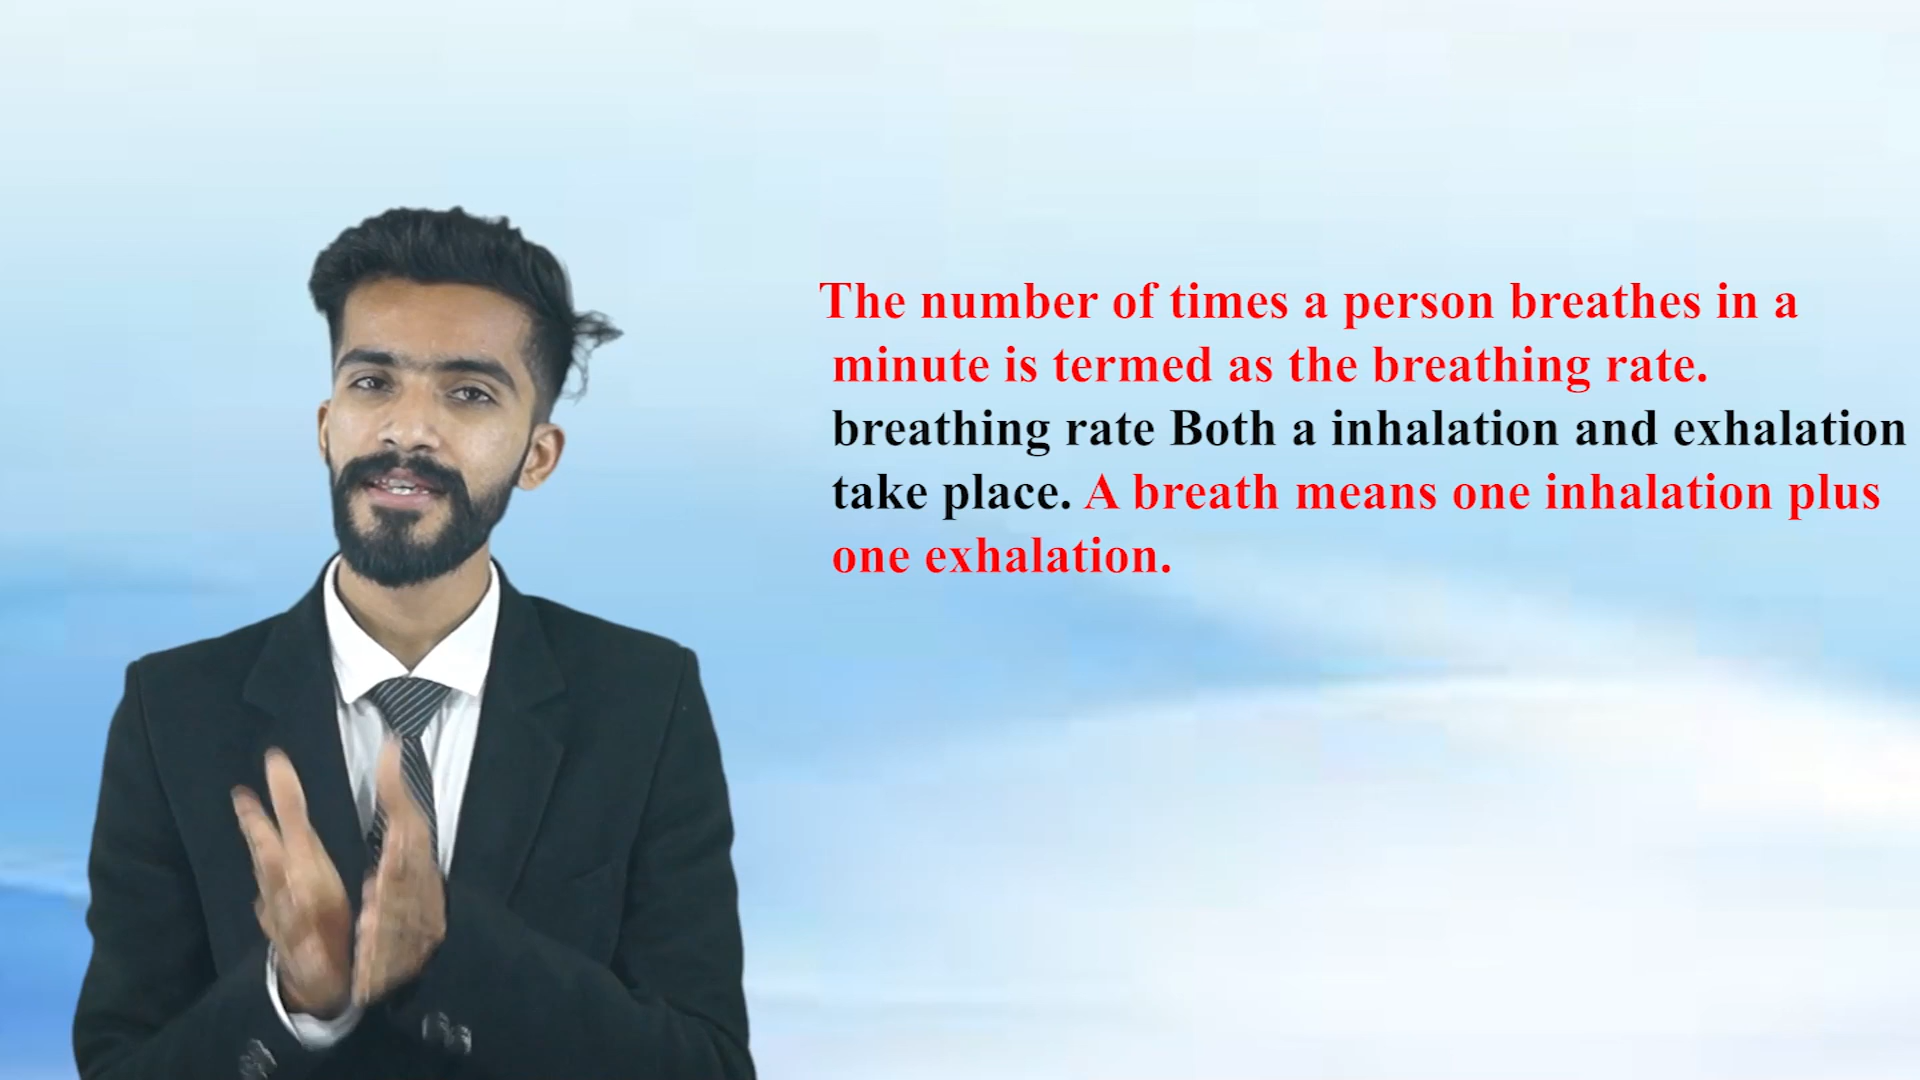 The number of times a person breathes in a
minute is termed as the breathing rate.
breathing rate Both a inhalation and exhalation
take place. A breath means one inhalation plus
one exhalation.